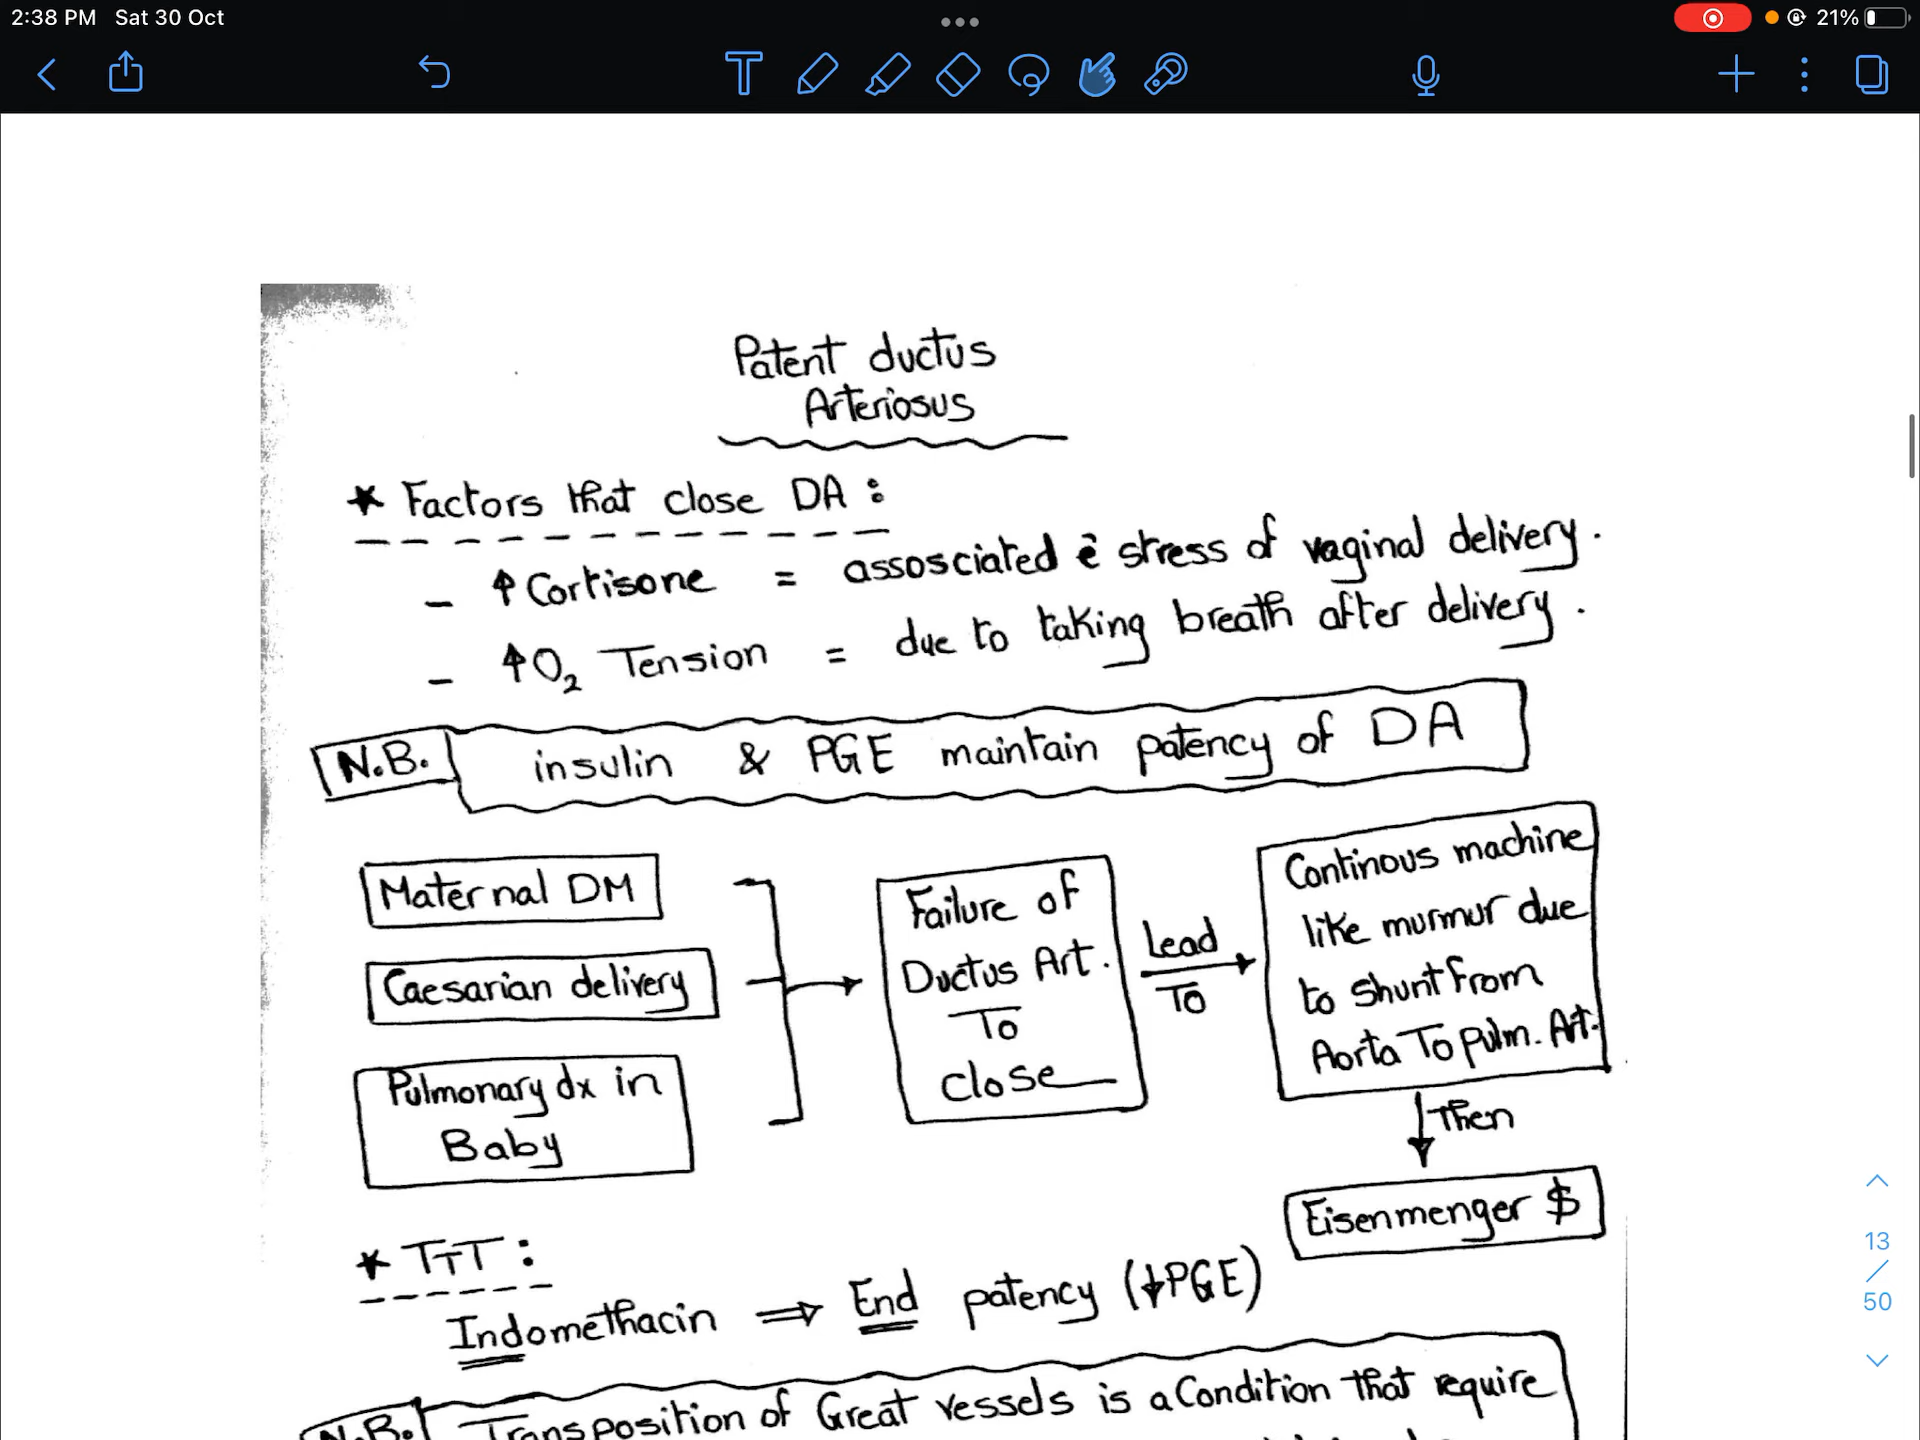 2:38 PM Sat 30 Oct
21%
Patent ductus
Arteriosus
* Factors that close DA :
- ↑ Cortisone = assosciated ē stress of vaginal delivery.
- ↑ O₂ Tension = due to taking breath after delivery.
N.B. insulin & PGE maintain patency of DA
Maternal DM
Caesarian delivery
Pulmonary dx in
Baby
Failure of
Ductus Art.
To
close
Lead
To
Continous machine
like murmur due
to shunt from
Aorta To pulm. Art.
Then
Eisenmenger $
* TTT :
Indomethacin ⇒ End patency (↓PGE)
N.B. Transposition of Great vessels is a Condition that require
13
/
50